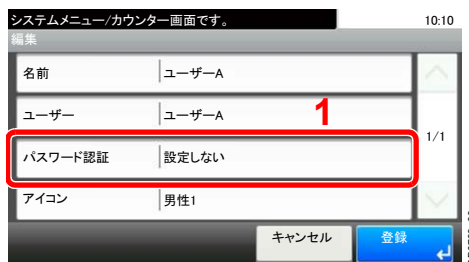 システムメニュー/カウンター画面です。 10:10
編集
名前 ユーザーA
ユーザー ユーザーA
1
1/1
パスワード認証 設定しない
アイコン 男性1
キャンセル 登録